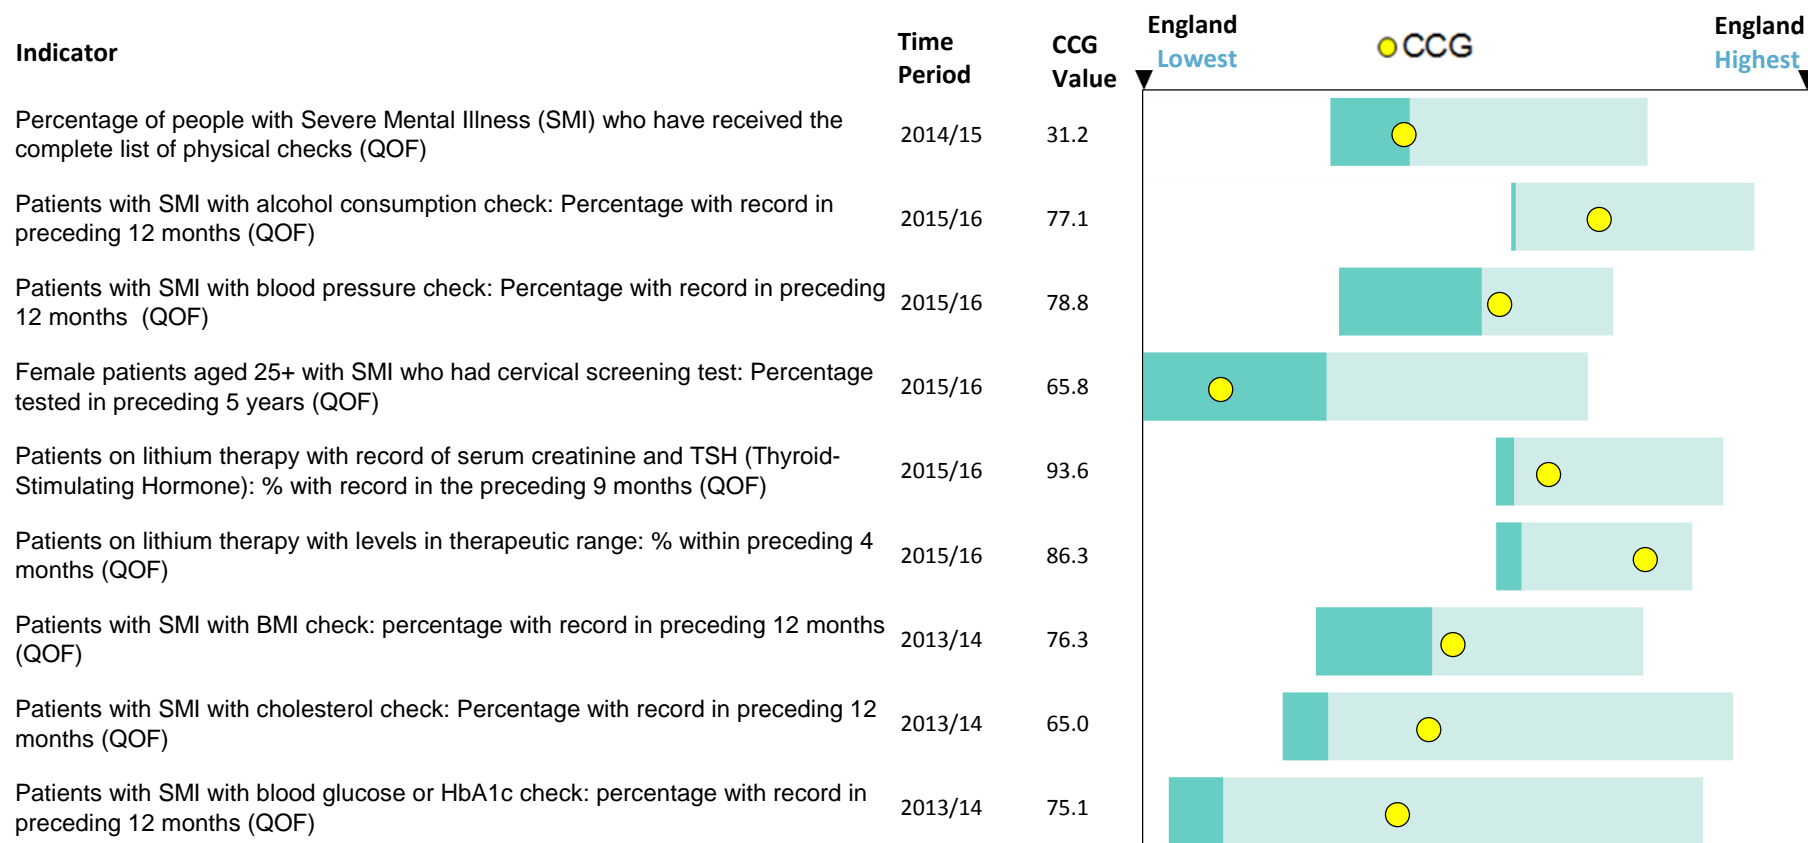 Indicator
Time
Period
CCG
Value
England
Lowest
CCG
England
Highest
Percentage of people with Severe Mental Illness (SMI) who have received the
complete list of physical checks (QOF)
2014/15
31.2
Patients with SMI with alcohol consumption check: Percentage with record in
preceding 12 months (QOF)
2015/16
77.1
Patients with SMI with blood pressure check: Percentage with record in preceding
12 months  (QOF)
2015/16
78.8
Female patients aged 25+ with SMI who had cervical screening test: Percentage
tested in preceding 5 years (QOF)
2015/16
65.8
Patients on lithium therapy with record of serum creatinine and TSH (Thyroid-
Stimulating Hormone): % with record in the preceding 9 months (QOF)
2015/16
93.6
Patients on lithium therapy with levels in therapeutic range: % within preceding 4
months (QOF)
2015/16
86.3
Patients with SMI with BMI check: percentage with record in preceding 12 months
(QOF)
2013/14
76.3
Patients with SMI with cholesterol check: Percentage with record in preceding 12
months (QOF)
2013/14
65.0
Patients with SMI with blood glucose or HbA1c check: percentage with record in
preceding 12 months (QOF)
2013/14
75.1